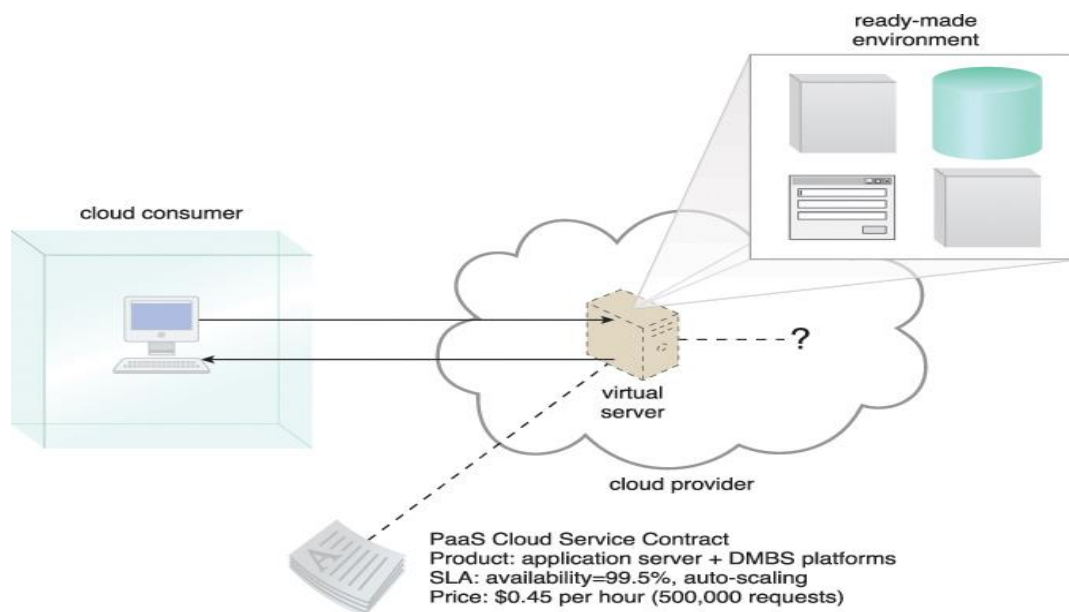 ready-made
environment
cloud consumer
?
virtual
server
cloud provider
PaaS Cloud Service Contract
Product: application server + DMBS platforms
SLA: availability=99.5%, auto-scaling
Price: $0.45 per hour (500,000 requests)
A